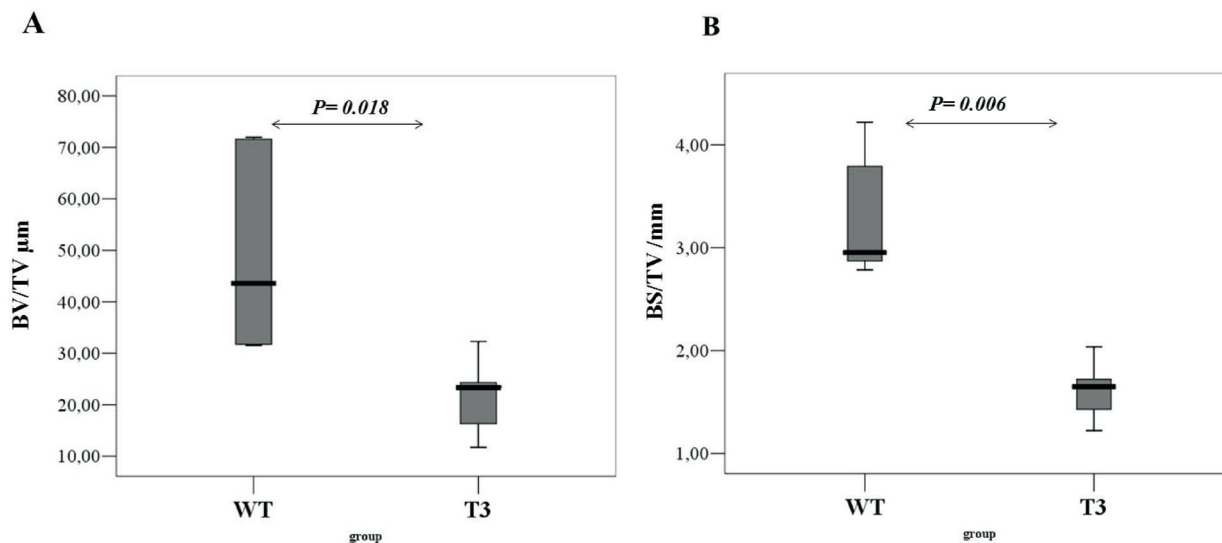 A
BV/TV μm
80,00
70,00
60,00
50,00
40,00
30,00
20,00
10,00
P= 0.018
WT
T3
group
B
BS/TV /mm
4,00
3,00
2,00
1,00
P= 0.006
WT
T3
group